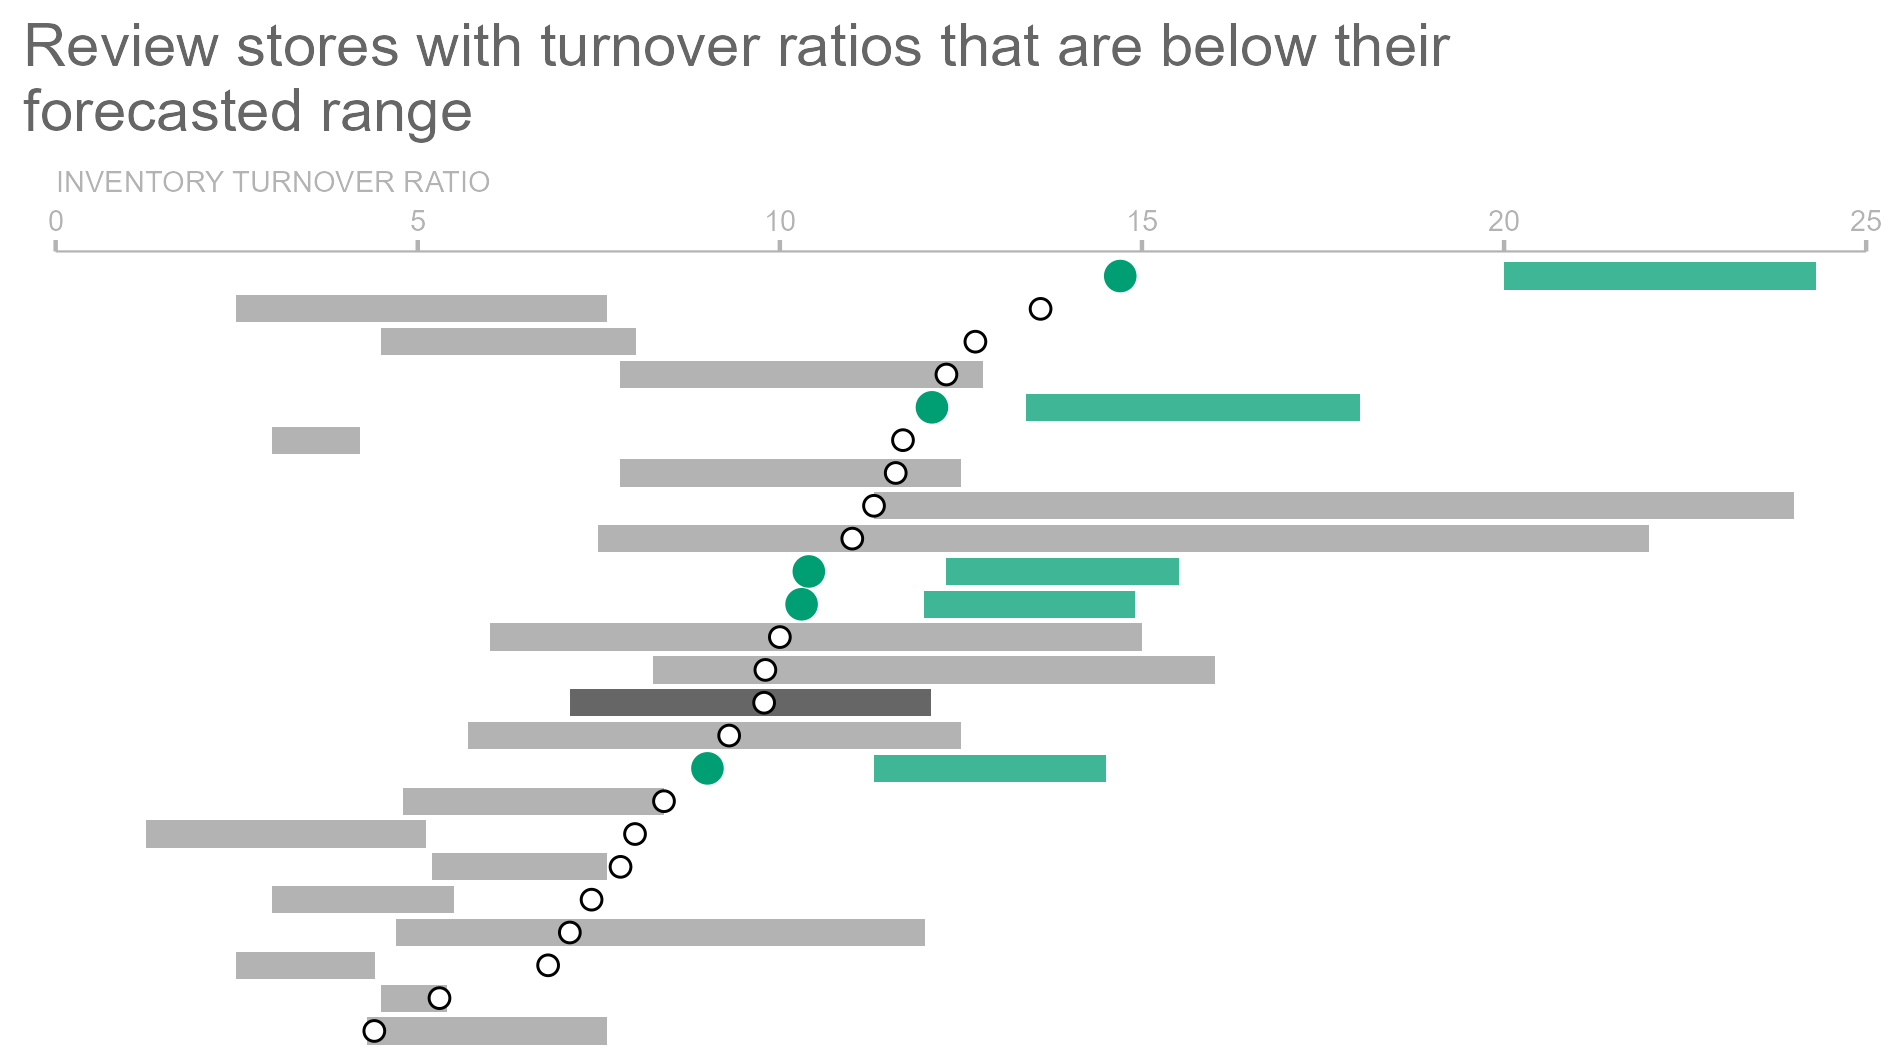 Review stores with turnover ratios that are below their
forecasted range
INVENTORY TURNOVER RATIO
0 5 10 15 20 25